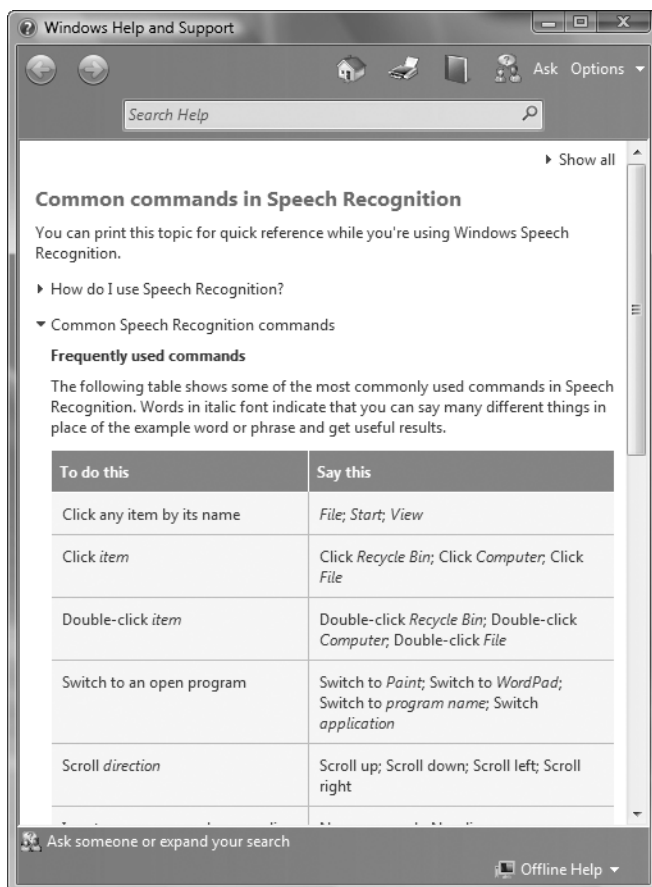 Windows Help and Support
Ask Options
Search Help
Show all
Common commands in Speech Recognition
You can print this topic for quick reference while you're using Windows Speech
Recognition.
How do I use Speech Recognition?
Common Speech Recognition commands
Frequently used commands
The following table shows some of the most commonly used commands in Speech
Recognition. Words in italic font indicate that you can say many different things in
place of the example word or phrase and get useful results.
To do this Say this
Click any item by its name File; Start; View
Click item Click Recycle Bin; Click Computer; Click
File
Double-click item Double-click Recycle Bin; Double-click
Computer; Double-click File
Switch to an open program Switch to Paint; Switch to WordPad;
Switch to program name; Switch
application
Scroll direction Scroll up; Scroll down; Scroll left; Scroll
right
Ask someone or expand your search
Offline Help